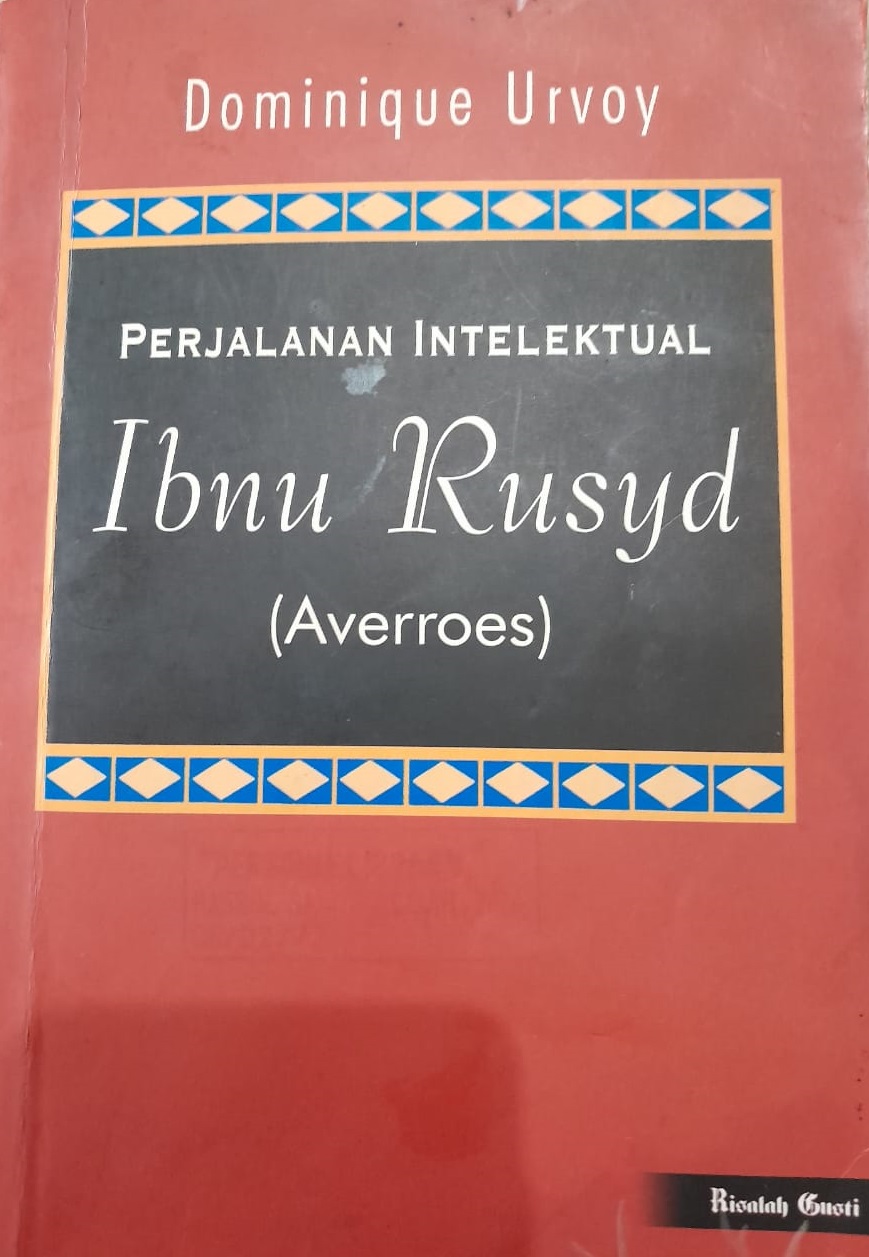 Dominique Urvoy
PERJALANAN INTELEKTUAL
Ibnu Rusyd
(Averroes)
Risalah Gusti